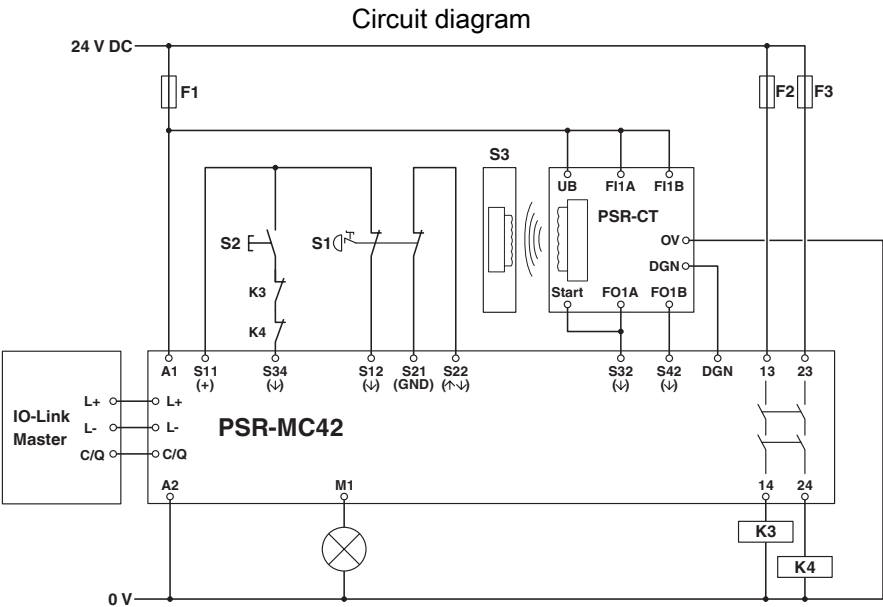 Circuit diagram
24 V DC
F1
F2
F3
S3
UB
FI1A
FI1B
PSR-CT
S2
S1
OV
DGN
K3
Start
FO1A
FO1B
K4
A1
S11
S34
S12
S21
S22
S32
S42
DGN
13
23
(+)
(↓)
(↓)
(GND)
(↑↓)
(↓)
(↓)
IO-Link
Master
L+
L+
L-
L-
C/Q
C/Q
PSR-MC42
A2
M1
14
24
K3
K4
0 V